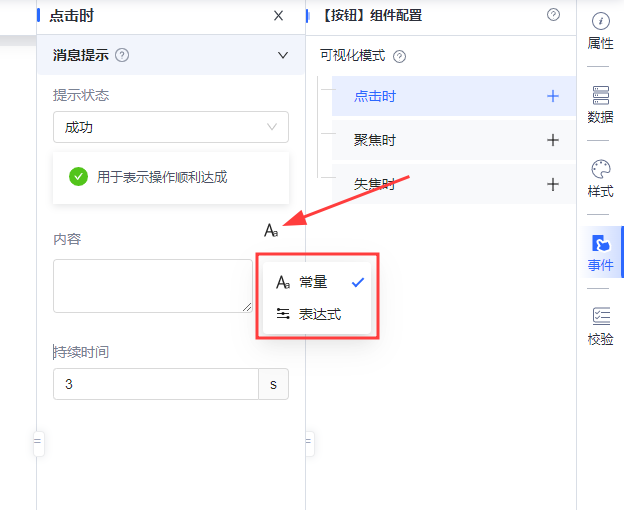 点击时
消息提示
提示状态
成功
用于表示操作顺利达成
内容
Aa
Aa 常量
表达式
持续时间
3 s
【按钮】组件配置
可视化模式
点击时
聚焦时
失焦时
属性
数据
样式
事件
校验